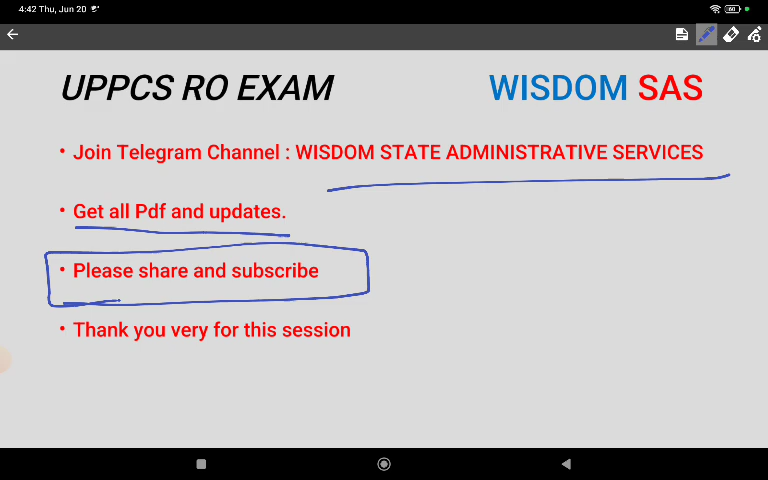 4:42 Thu, Jun 20
60
UPPCS RO EXAM WISDOM SAS
• Join Telegram Channel : WISDOM STATE ADMINISTRATIVE SERVICES
• Get all Pdf and updates.
• Please share and subscribe
• Thank you very for this session